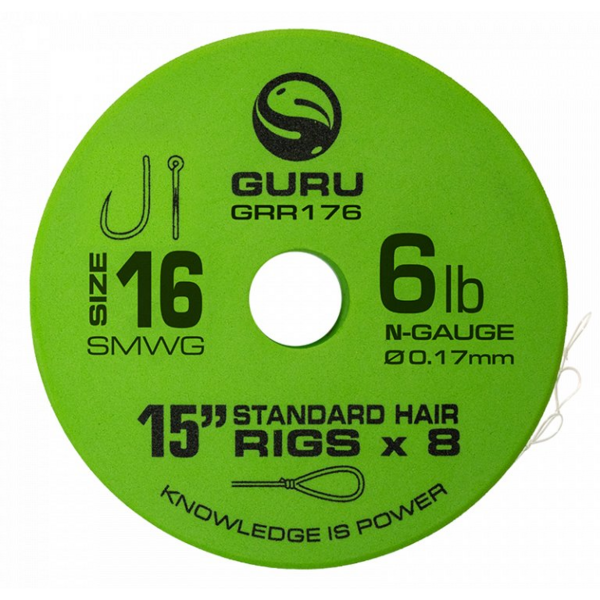 GURU
GRR176
SIZE 16
SMWG
6lb
N-GAUGE
Ø0.17mm
15” STANDARD HAIR
RIGS x 8
KNOWLEDGE IS POWER